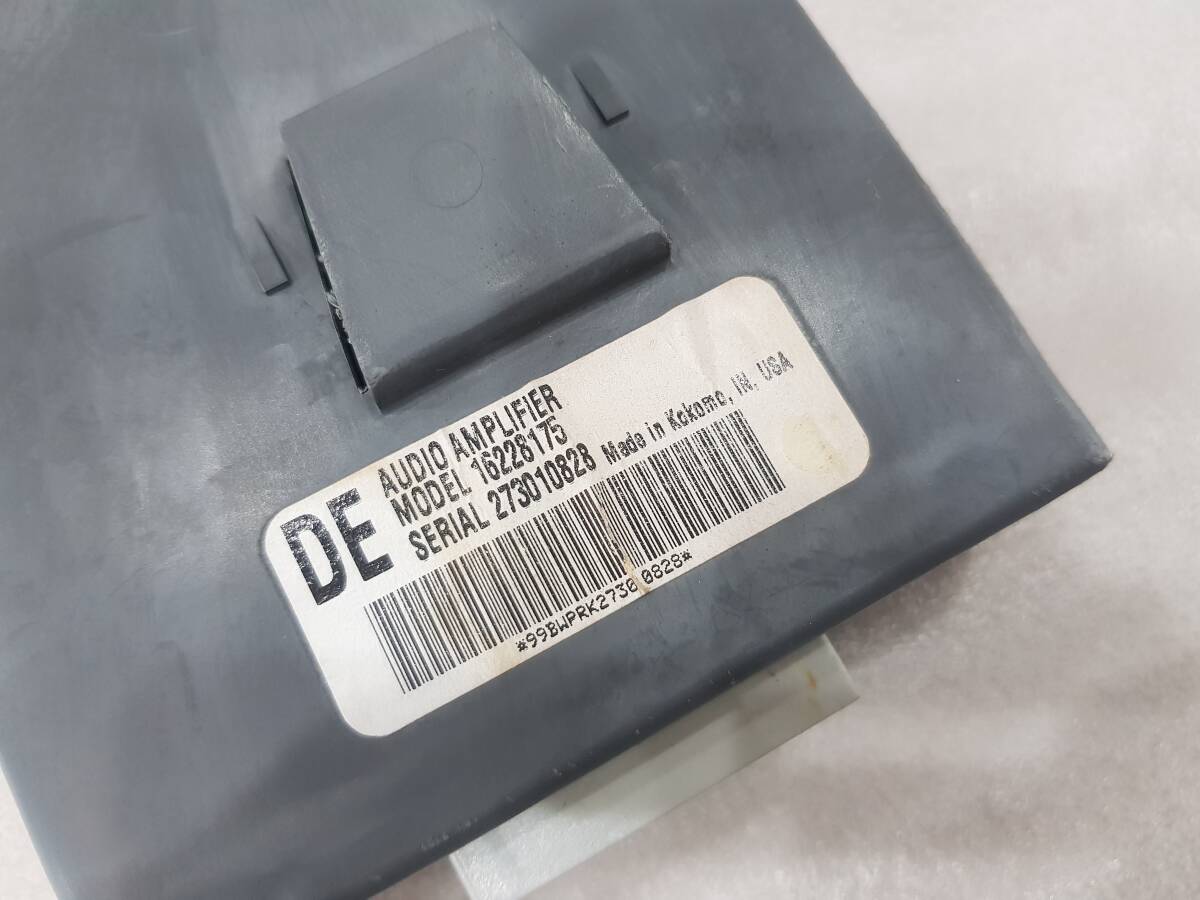 DE
AUDIO AMPLIFIER
MODEL 16228175
SERIAL 273010828 Made in Kokomo, IN, USA
*99BWPRK2730 0828*